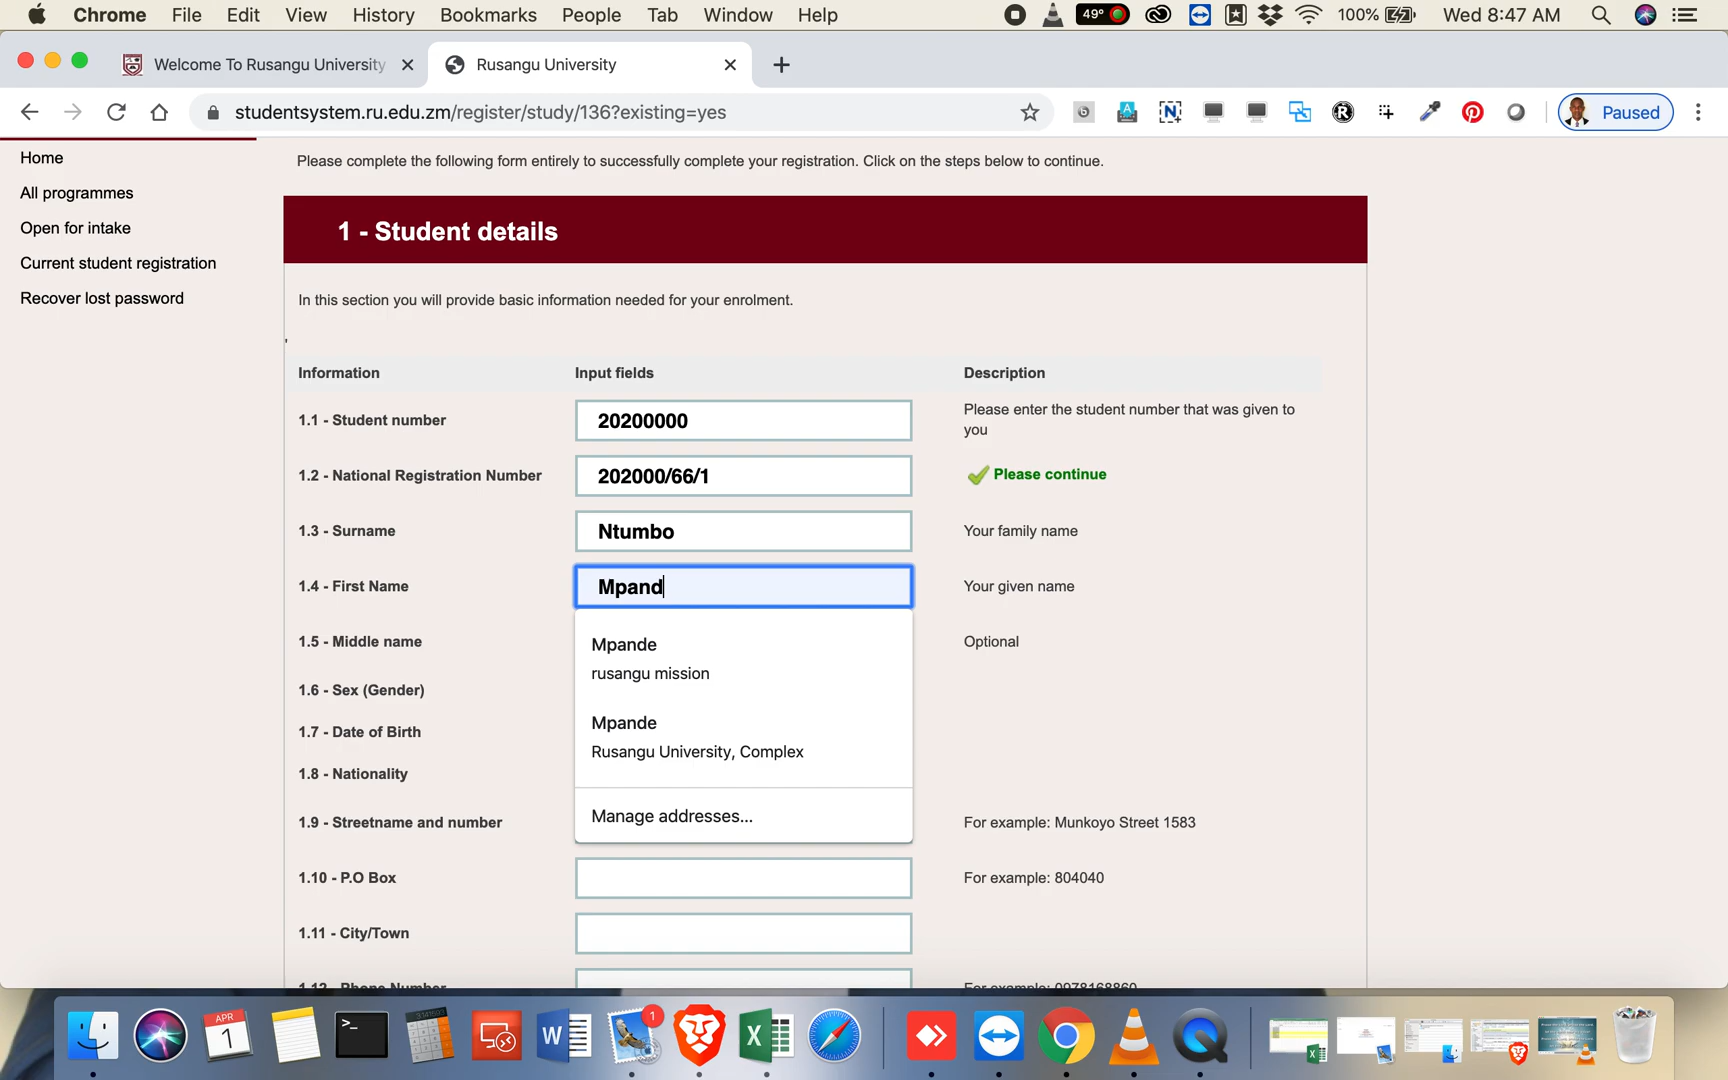 Chrome File Edit View History Bookmarks People Tab Window Help 49° 100% Wed 8:47 AM
Welcome To Rusangu University
Rusangu University
studentsystem.ru.edu.zm/register/study/136?existing=yes
Paused
Home
All programmes
Open for intake
Current student registration
Recover lost password
Please complete the following form entirely to successfully complete your registration. Click on the steps below to continue.
1 - Student details
In this section you will provide basic information needed for your enrolment.
,
Information Input fields Description
1.1 - Student number 20200000 Please enter the student number that was given to
you
1.2 - National Registration Number 202000/66/1 Please continue
1.3 - Surname Ntumbo Your family name
1.4 - First Name Mpand Your given name
1.5 - Middle name Optional
1.6 - Sex (Gender)
1.7 - Date of Birth
1.8 - Nationality
Mpande
rusangu mission
Mpande
Rusangu University, Complex
Manage addresses...
1.9 - Streetname and number For example: Munkoyo Street 1583
1.10 - P.O Box For example: 804040
1.11 - City/Town
1.12 - Phone Number For example: 0978168860
APR
1
1